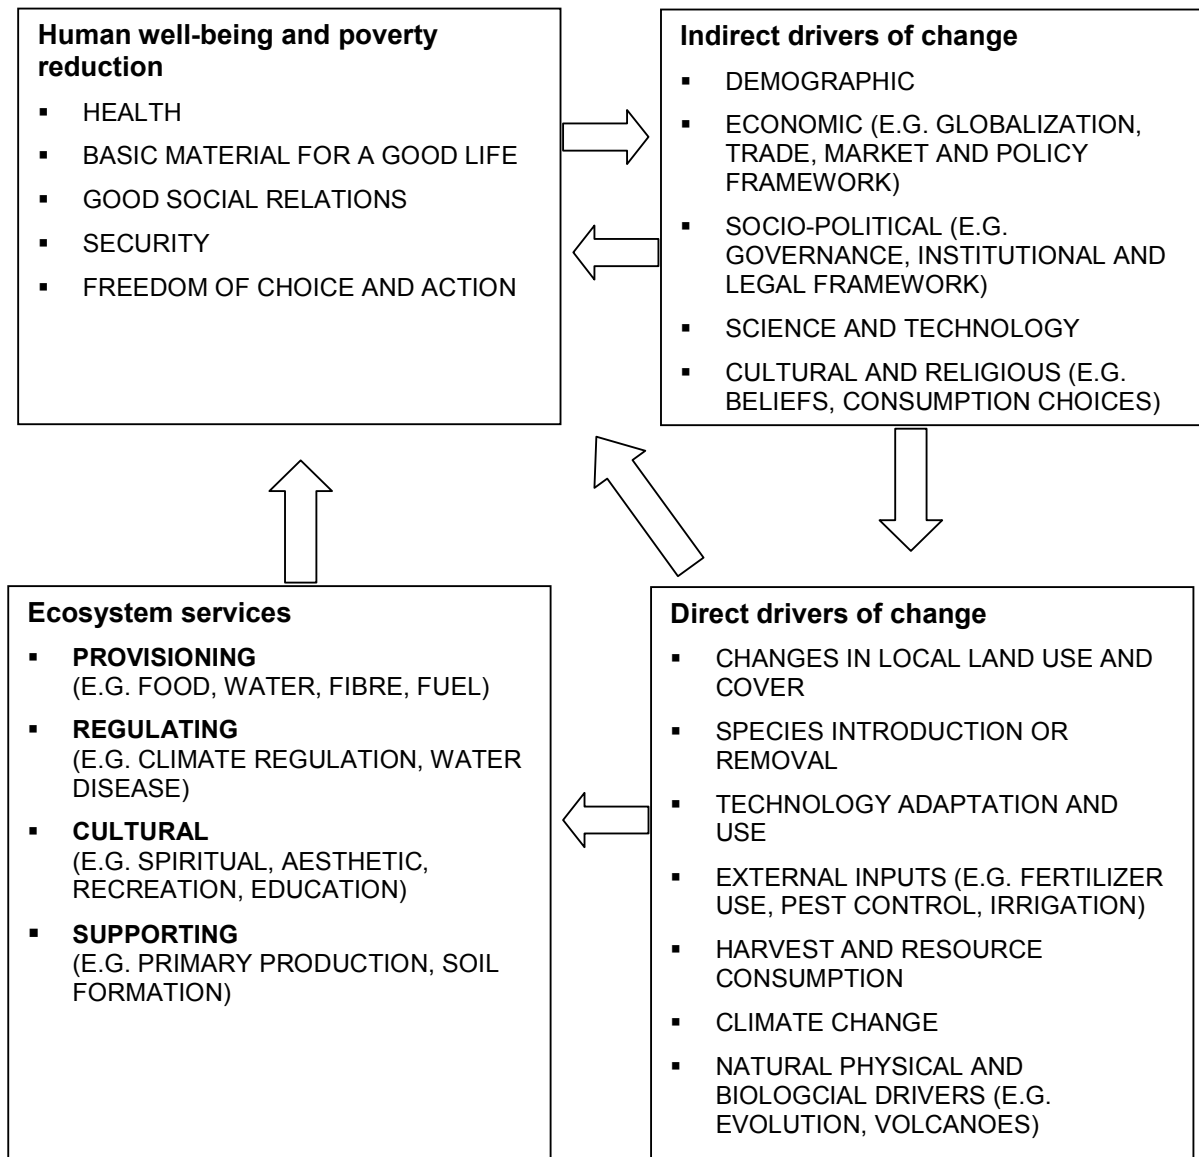 Human well-being and poverty
reduction
▪ HEALTH
▪ BASIC MATERIAL FOR A GOOD LIFE
▪ GOOD SOCIAL RELATIONS
▪ SECURITY
▪ FREEDOM OF CHOICE AND ACTION
Indirect drivers of change
▪ DEMOGRAPHIC
▪ ECONOMIC (E.G. GLOBALIZATION,
TRADE, MARKET AND POLICY
FRAMEWORK)
▪ SOCIO-POLITICAL (E.G.
GOVERNANCE, INSTITUTIONAL AND
LEGAL FRAMEWORK)
▪ SCIENCE AND TECHNOLOGY
▪ CULTURAL AND RELIGIOUS (E.G.
BELIEFS, CONSUMPTION CHOICES)
Ecosystem services
▪ PROVISIONING
(E.G. FOOD, WATER, FIBRE, FUEL)
▪ REGULATING
(E.G. CLIMATE REGULATION, WATER
DISEASE)
▪ CULTURAL
(E.G. SPIRITUAL, AESTHETIC,
RECREATION, EDUCATION)
▪ SUPPORTING
(E.G. PRIMARY PRODUCTION, SOIL
FORMATION)
Direct drivers of change
▪ CHANGES IN LOCAL LAND USE AND
COVER
▪ SPECIES INTRODUCTION OR
REMOVAL
▪ TECHNOLOGY ADAPTATION AND
USE
▪ EXTERNAL INPUTS (E.G. FERTILIZER
USE, PEST CONTROL, IRRIGATION)
▪ HARVEST AND RESOURCE
CONSUMPTION
▪ CLIMATE CHANGE
▪ NATURAL PHYSICAL AND
BIOLOGCIAL DRIVERS (E.G.
EVOLUTION, VOLCANOES)